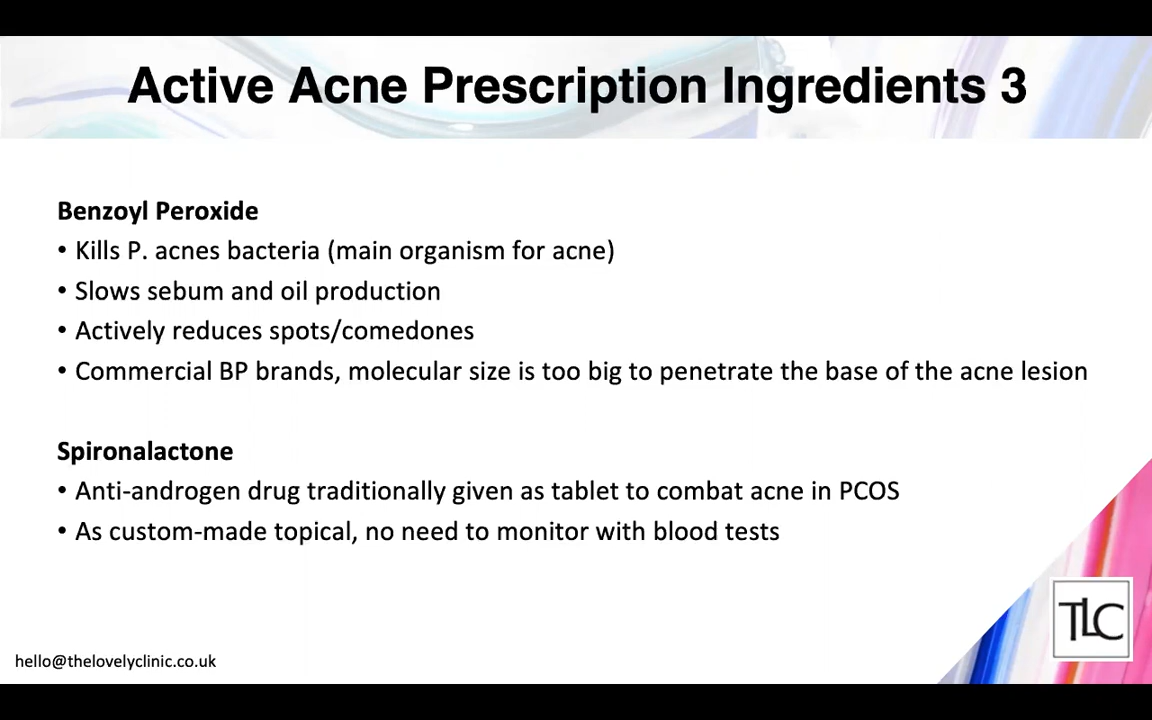 Active Acne Prescription Ingredients 3
Benzoyl Peroxide
• Kills P. acnes bacteria (main organism for acne)
• Slows sebum and oil production
• Actively reduces spots/comedones
• Commercial BP brands, molecular size is too big to penetrate the base of the acne lesion
Spironalactone
• Anti-androgen drug traditionally given as tablet to combat acne in PCOS
• As custom-made topical, no need to monitor with blood tests
TLC
hello@thelovelyclinic.co.uk